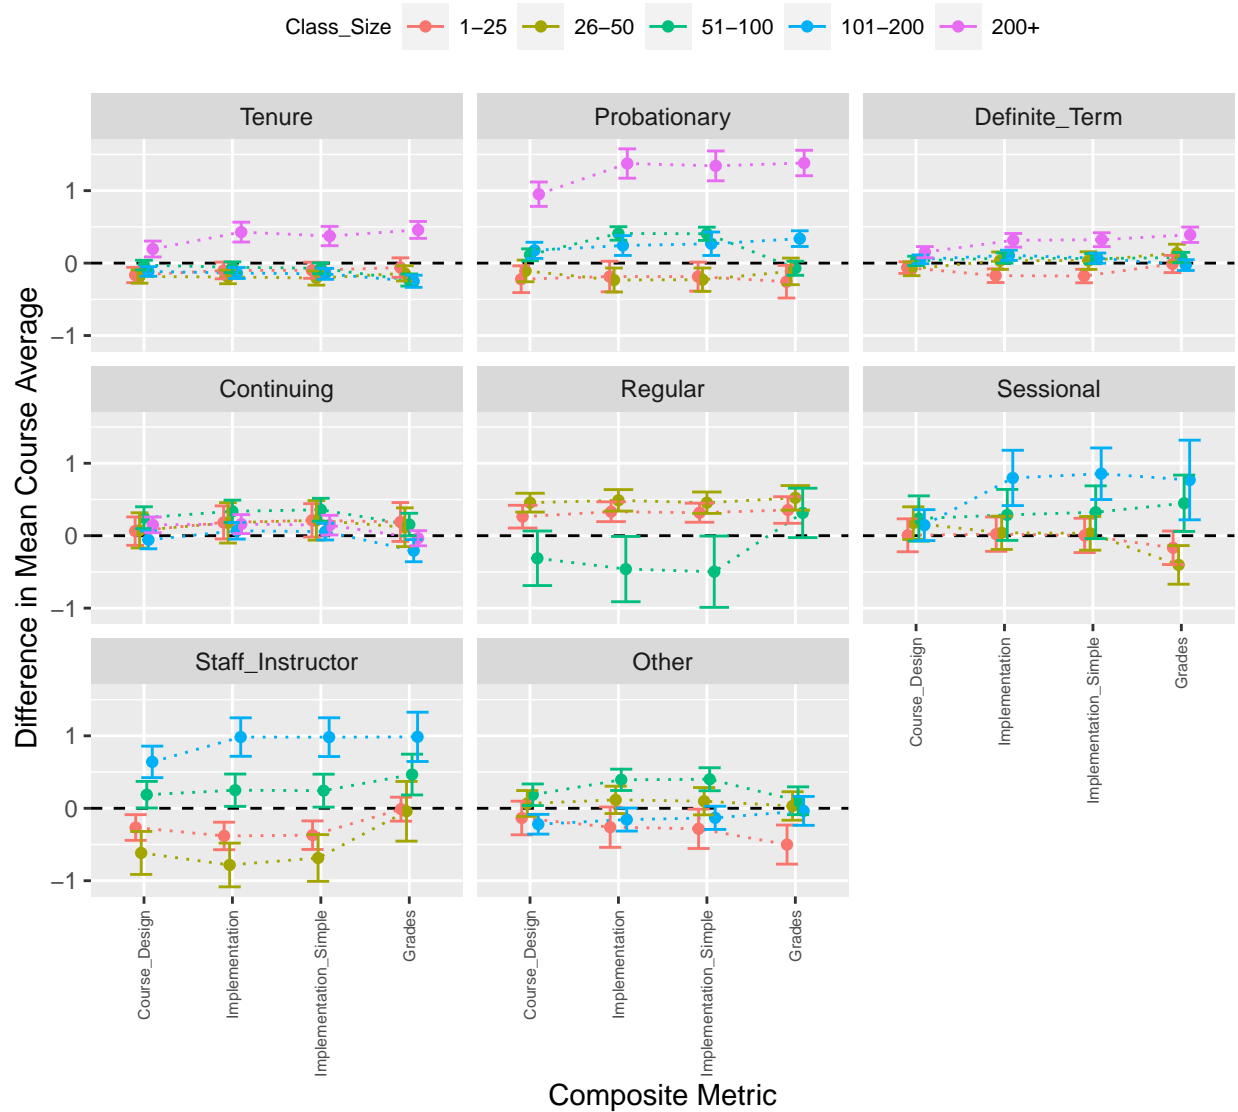 Class_Size 1−25 26−50 51−100 101−200 200+
Tenure Probationary Definite_Term
1
0
−1
Continuing Regular Sessional
1
0
−1
Staff_Instructor Other
1
0
−1
Course_Design Implementation Implementation_Simple Grades
Course_Design Implementation Implementation_Simple Grades
Course_Design Implementation Implementation_Simple Grades
Difference in Mean Course Average
Composite Metric